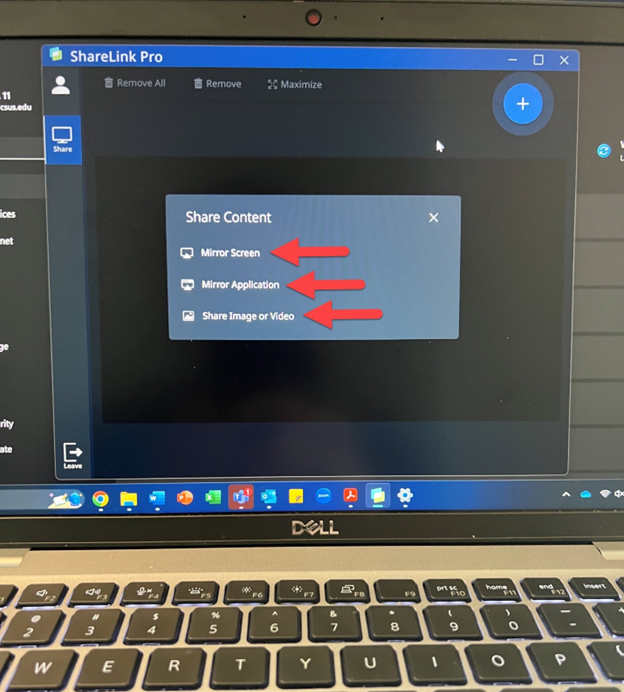 ShareLink Pro
11
csus.edu
Remove All
Remove
Maximize
Share
ices
net
Share Content
Mirror Screen
Mirror Application
Share Image or Video
ge
rity
ate
Leave
zoom
DELL
F2
F3
F4
F5
F6
F7
F8
F9
prt sc
F10
home
F11
end
F12
insert
@
2
#
3
$
4
%
5
^
6
&
7
*
8
(
9
)
0
W
E
R
T
Y
U
I
O
P